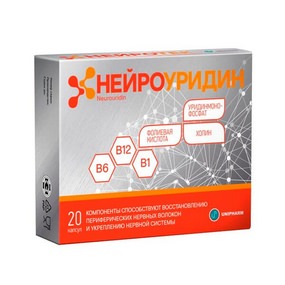 НЕЙРОУРИДИН
Neurouridin
УРИДИНМОНО-
ФОСФАТ
ФОЛИЕВАЯ
КИСЛОТА
ХОЛИН
B12
B6
B1
20
капсул
КОМПОНЕНТЫ СПОСОБСТВУЮТ ВОССТАНОВЛЕНИЮ
ПЕРИФЕРИЧЕСКИХ НЕРВНЫХ ВОЛОКОН
И УКРЕПЛЕНИЮ НЕРВНОЙ СИСТЕМЫ
UNIPHARM